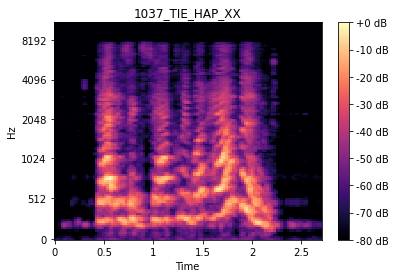 1037_TIE_HAP_XX
Hz
8192
4096
2048
1024
512
0
0
0.5
1
1.5
2
2.5
Time
+0 dB
-10 dB
-20 dB
-30 dB
-40 dB
-50 dB
-60 dB
-70 dB
-80 dB